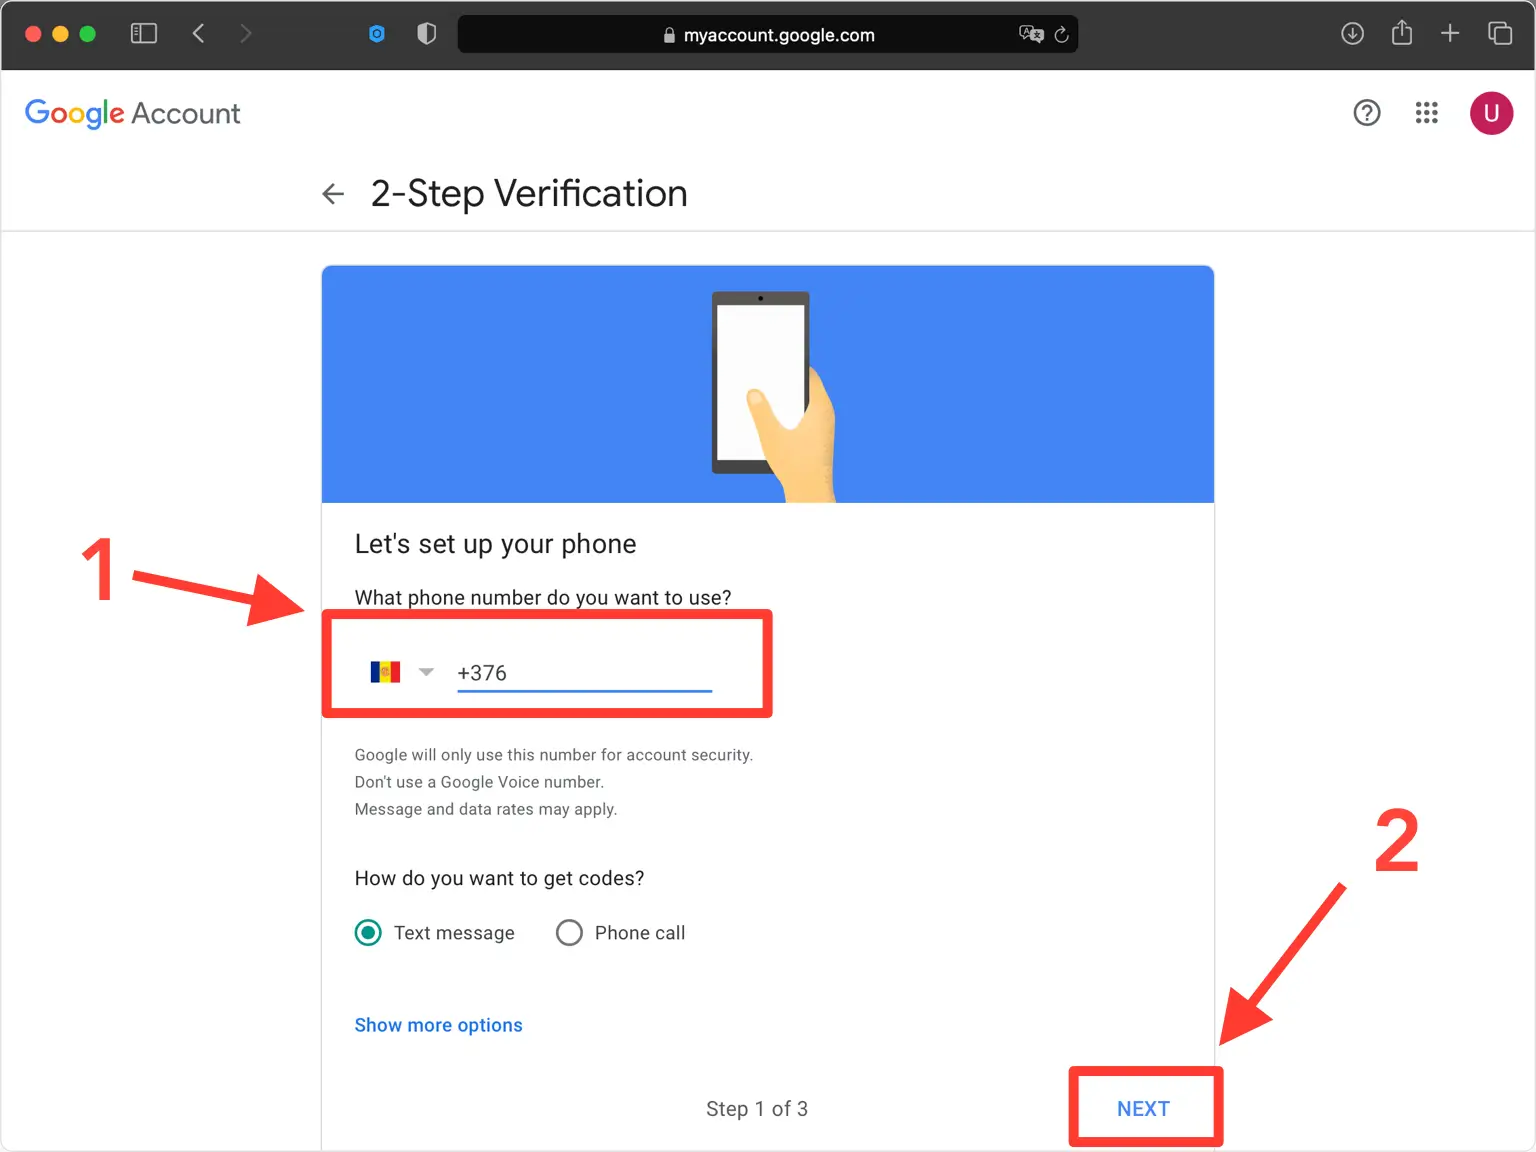 myaccount.google.com
Google Account
U
2-Step Verification
Let's set up your phone
1
What phone number do you want to use?
+376
Google will only use this number for account security.
Don't use a Google Voice number.
Message and data rates may apply.
2
How do you want to get codes?
Text message Phone call
Show more options
Step 1 of 3
NEXT